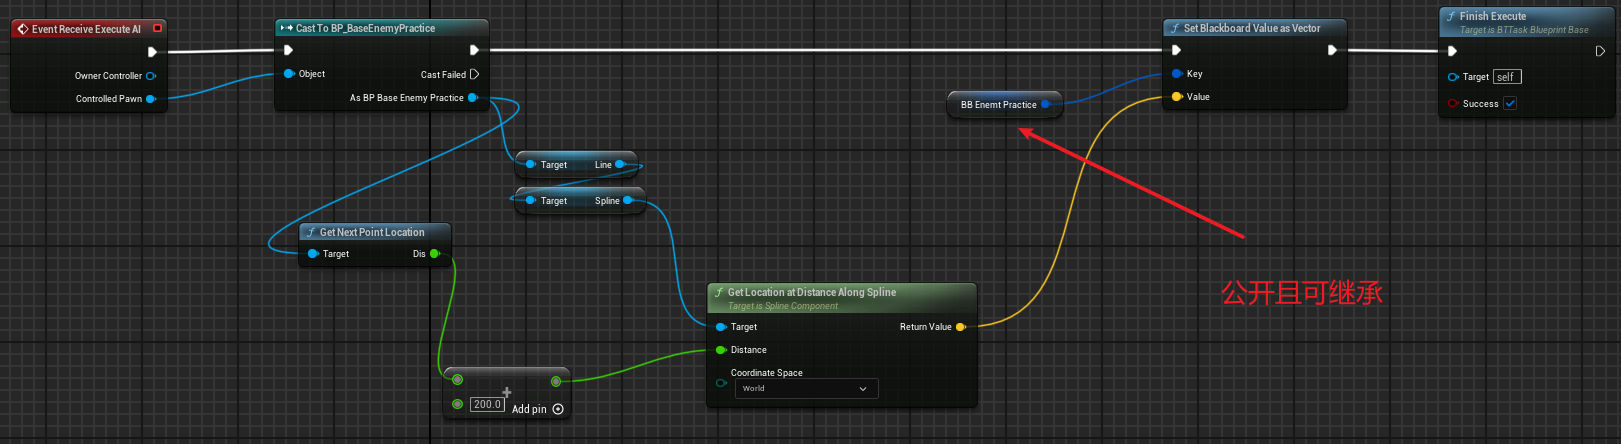 Event Receive Execute AI
Owner Controller
Controlled Pawn
Cast To BP_BaseEnemyPractice
Object
Cast Failed
As BP Base Enemy Practice
Target Line
Target Spline
Get Next Point Location
Target Dis
200.0
Add pin
Get Location at Distance Along Spline
Target is Spline Component
Target Return Value
Distance
Coordinate Space
World
BB Enemt Practice
Set Blackboard Value as Vector
Key
Value
Finish Execute
Target is BTTask Blueprint Base
Target self
Success
公开且可继承